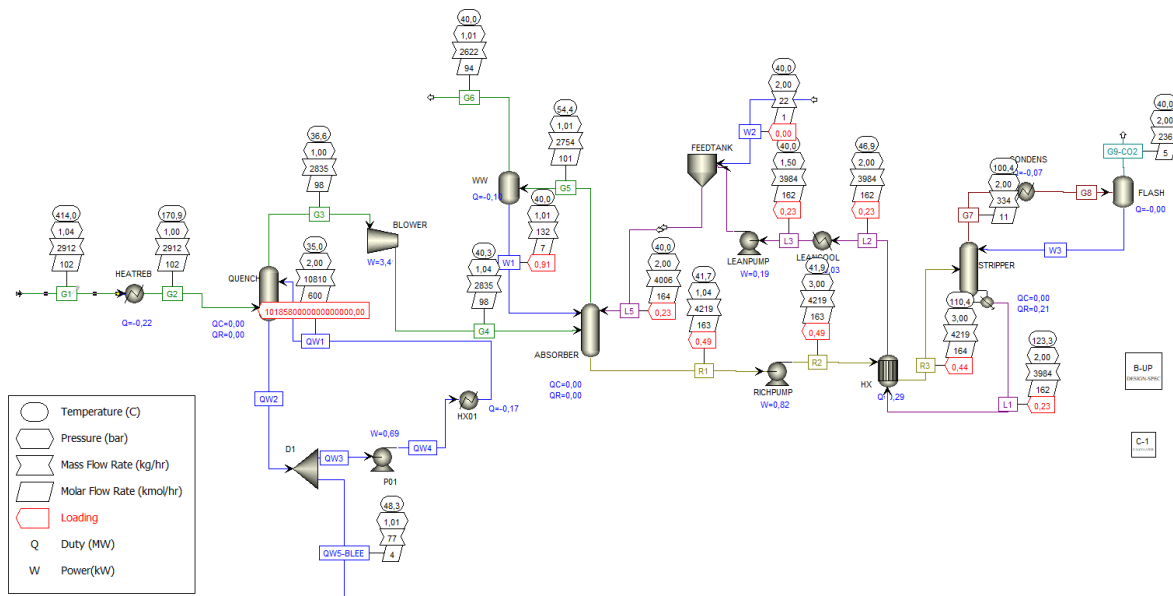 40,0
1,01
2622
94
G6
54,4
1,01
2754
101
G5
WW
Q=-0,10
40,0
1,01
132
7
W1
0,91
36,6
1,00
2835
98
G3
BLOWER
W=3,4
414,0
1,04
2912
102
G1
HEATREB
Q=-0,22
170,9
1,00
2912
102
G2
QUENCH
QC=0,00
QR=0,00
35,0
2,00
10810
600
1018580000000000000,00
QW1
40,3
1,04
2835
98
G4
ABSORBER
QC=0,00
QR=0,00
40,0
2,00
22
1
W2
0,00
FEEDTANK
40,0
1,50
3984
162
0,23
L3
LEANPUMP
W=0,19
46,9
2,00
3984
162
0,23
L2
LEANCOOL
03
40,0
2,00
4006
164
L5
0,23
41,7
1,04
4219
163
0,49
R1
41,9
3,00
4219
163
0,49
R2
RICHPUMP
W=0,82
HX
0,29
100,4
2,00
334
11
G7
CONDENS
Q=-0,07
G8
40,0
2,00
236
5
G9-CO2
FLASH
Q=-0,00
W3
STRIPPER
QC=0,00
QR=0,21
110,4
3,00
4219
164
R3
0,44
123,3
2,00
3984
162
L1
0,23
B-UP
DESIGN-SPEC
C-1
QW2
D1
QW3
W=0,69
P01
QW4
HX01
Q=-0,17
48,3
1,01
77
4
QW5-BLEE
Temperature (C)
Pressure (bar)
Mass Flow Rate (kg/hr)
Molar Flow Rate (kmol/hr)
Loading
Q Duty (MW)
W Power(kW)